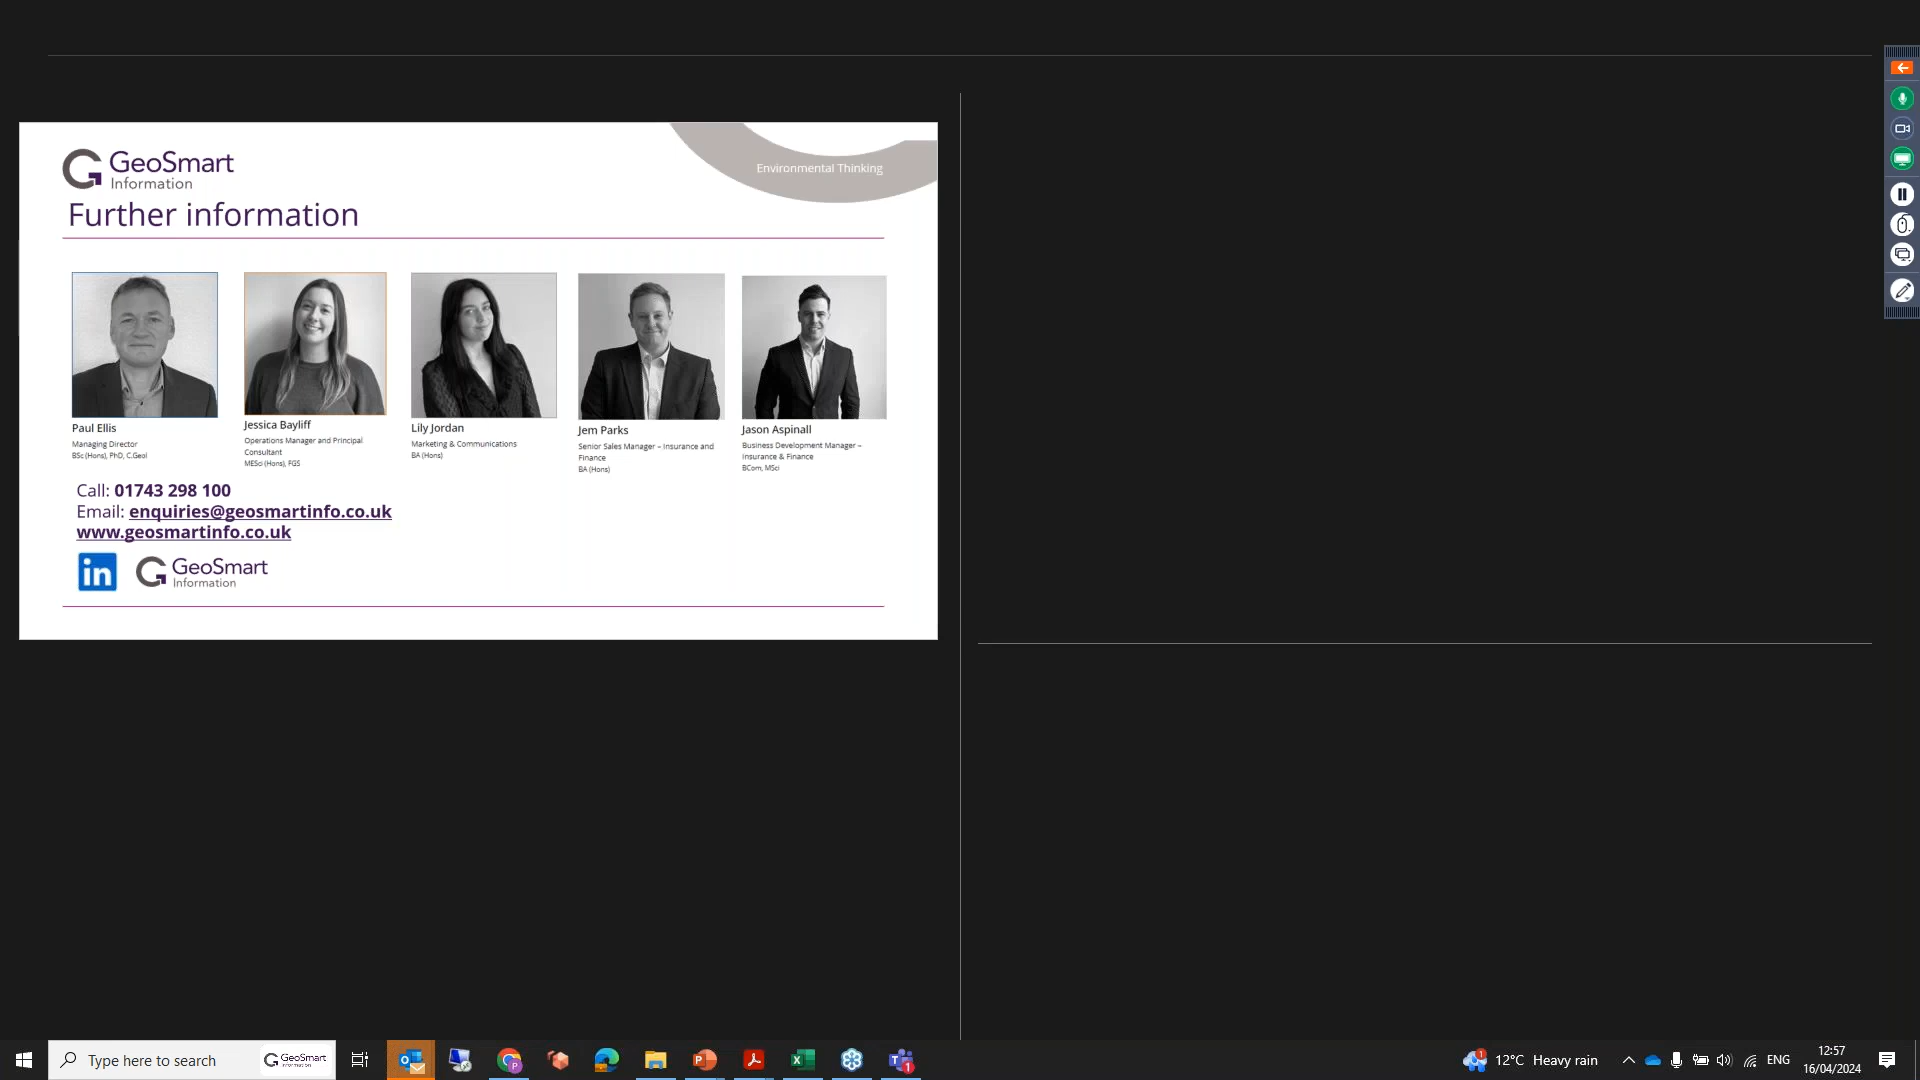 GeoSmart
Information
Environmental Thinking
Further information
Paul Ellis
Managing Director
BSc (Hons), PhD, C.Geol
Jessica Bayliff
Operations Manager and Principal
Consultant
MESci (Hons), FGS
Lily Jordan
Marketing & Communications
BA (Hons)
Jem Parks
Senior Sales Manager – Insurance and
Finance
BA (Hons)
Jason Aspinall
Business Development Manager –
Insurance & Finance
BCom, MSci
Call: 01743 298 100
Email: enquiries@geosmartinfo.co.uk
www.geosmartinfo.co.uk
in
GeoSmart
Information
Type here to search
GeoSmart
Information
12°C Heavy rain
ENG
12:57
16/04/2024